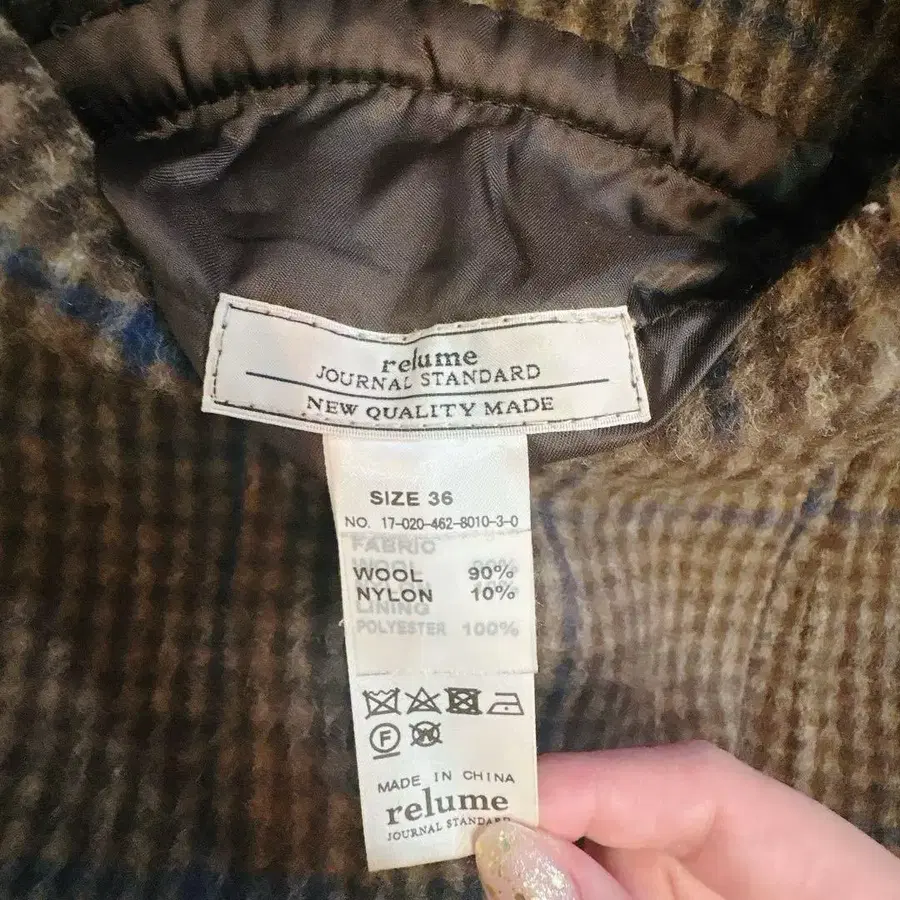 relume
JOURNAL STANDARD
NEW QUALITY MADE
SIZE 36
NO. 17-020-462-8010-3-0
FABRIC
WOOL 90%
NYLON 10%
LINING
POLYESTER 100%
F
W
MADE IN CHINA
relume
JOURNAL STANDARD